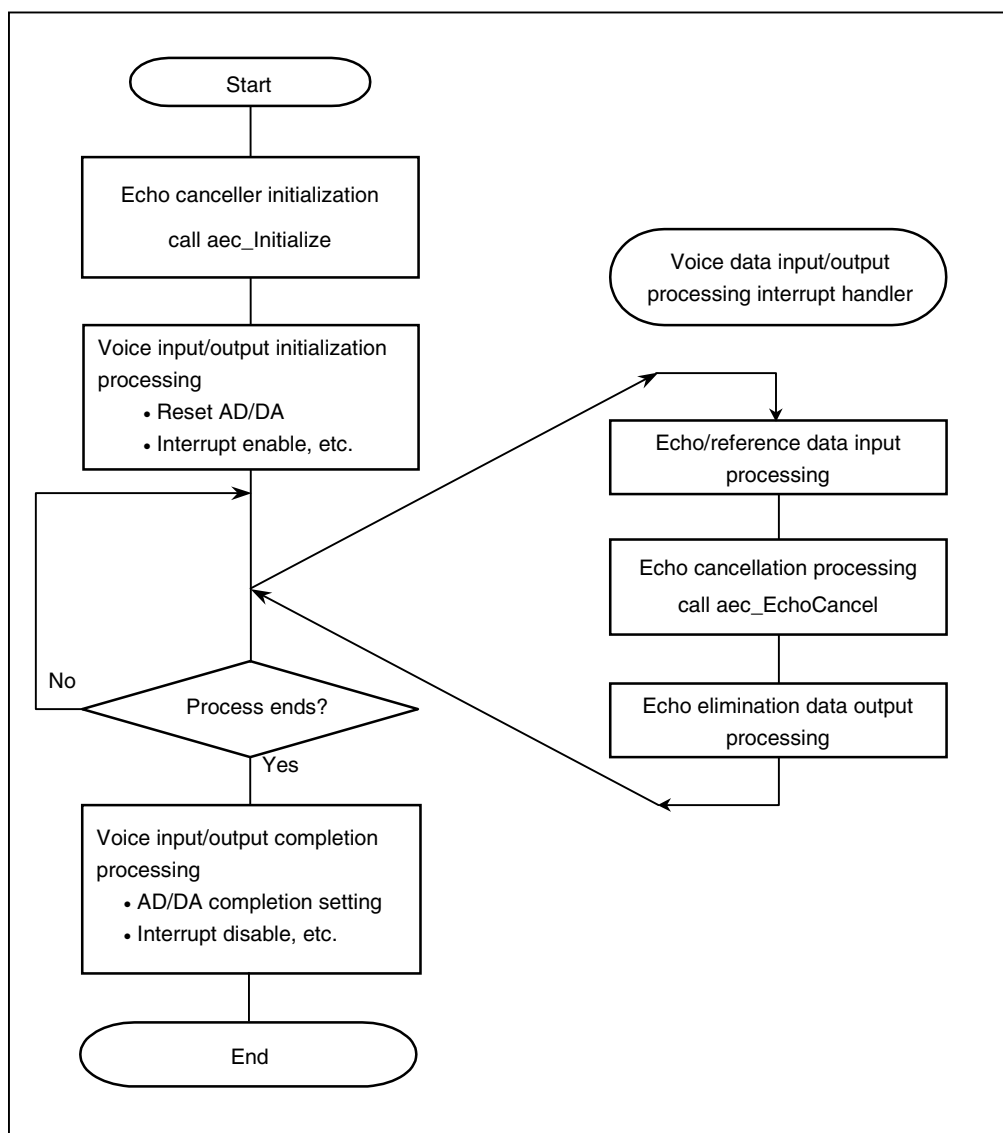 Start
Echo canceller initialization
call aec_Initialize
Voice input/output initialization
processing
• Reset AD/DA
• Interrupt enable, etc.
No
Process ends?
Yes
Voice input/output completion
processing
• AD/DA completion setting
• Interrupt disable, etc.
End
Voice data input/output
processing interrupt handler
Echo/reference data input
processing
Echo cancellation processing
call aec_EchoCancel
Echo elimination data output
processing